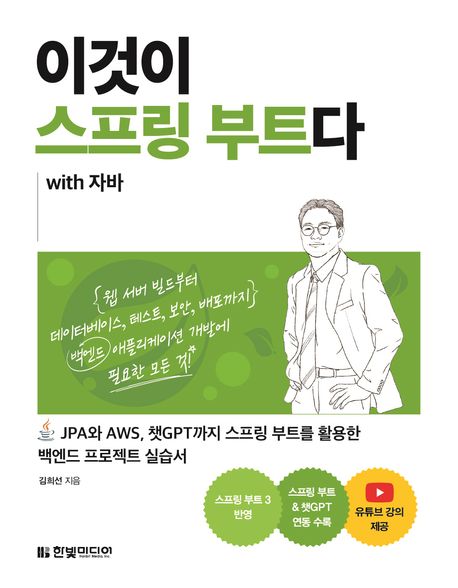 이것이
스프링 부트다
with 자바
{웹 서버 빌드부터
데이터베이스, 테스트, 보안, 배포까지}
백엔드 애플리케이션 개발에
필요한 모든 것!
JPA와 AWS, 챗GPT까지 스프링 부트를 활용한
백엔드 프로젝트 실습서
김희선 지음
스프링 부트 3
반영
스프링 부트
& 챗GPT
연동 수록
유튜브 강의
제공
한빛미디어
Hanbit Media, Inc.